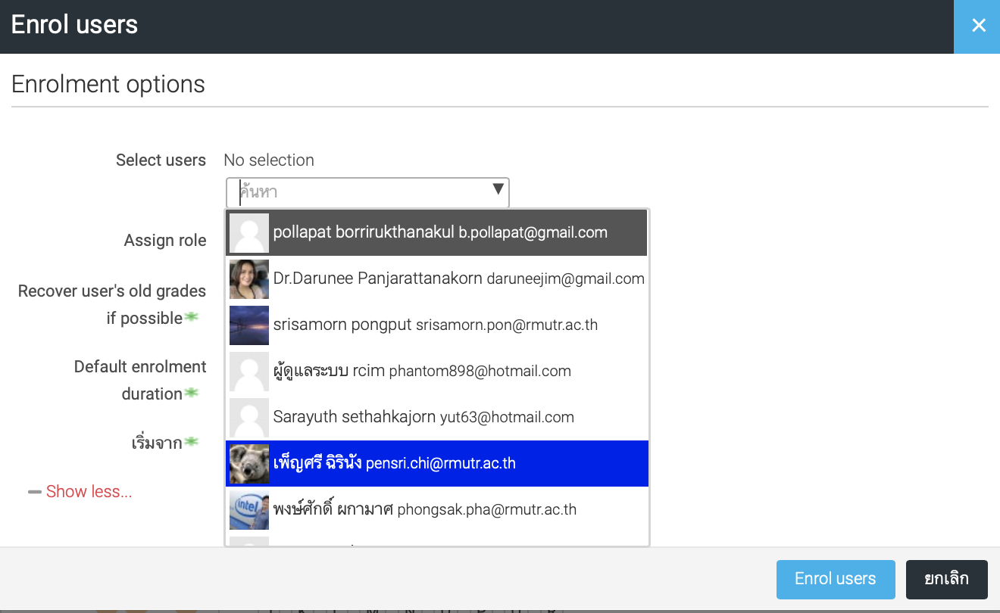 Enrol users
×
Enrolment options
Select users No selection
ค้นหา ▼
pollapat borrirukthanakul b.pollapat@gmail.com
Assign role
Dr.Darunee Panjarattanakorn daruneejim@gmail.com
Recover user's old grades
if possible
srisamorn pongput srisamorn.pon@rmutr.ac.th
Default enrolment
duration
ผู้ดูแลระบบ rcim phantom898@hotmail.com
Sarayuth sethahkajorn yut63@hotmail.com
เริ่มจาก
เพ็ญศรี ฉิรินัง pensri.chi@rmutr.ac.th
Show less...
intel
พงษ์ศักดิ์ ผกามาศ phongsak.pha@rmutr.ac.th
Enrol users ยกเลิก